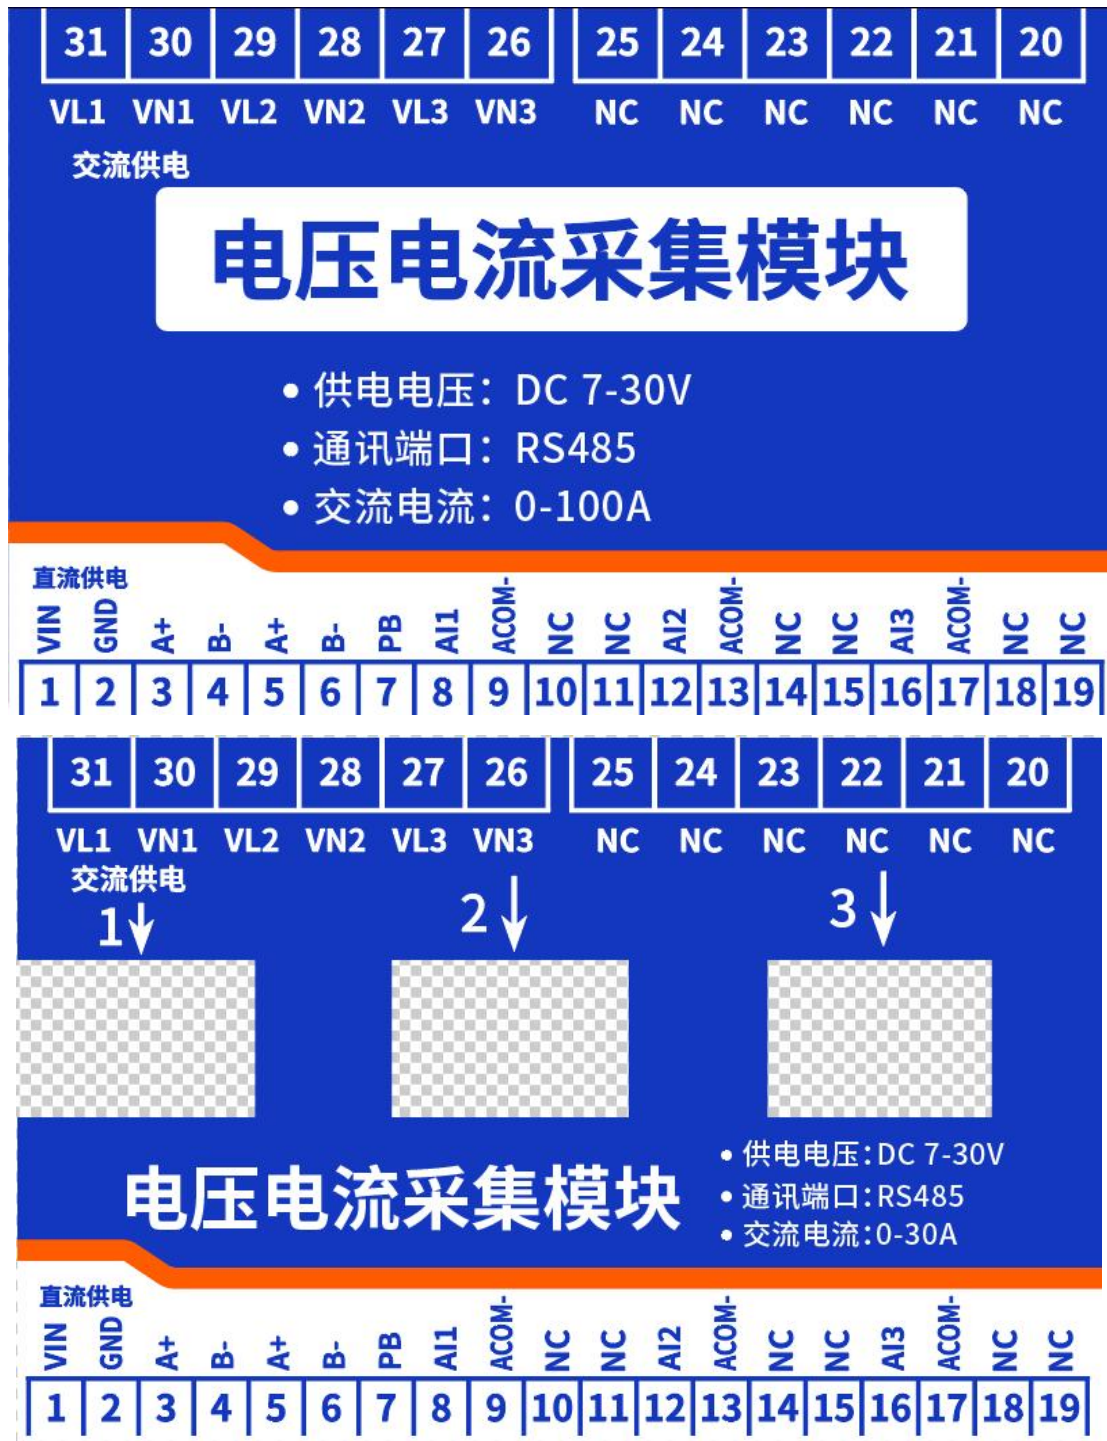 31 30 29 28 27 26 25 24 23 22 21 20
VL1 VN1 VL2 VN2 VL3 VN3 NC NC NC NC NC NC
交流供电
电压电流采集模块
• 供电电压：DC 7-30V
• 通讯端口：RS485
• 交流电流：0-100A
直流供电
VIN GND A+ B- A+ B- PB AI1 ACOM- NC NC AI2 ACOM- NC NC AI3 ACOM- NC NC
1 2 3 4 5 6 7 8 9 10 11 12 13 14 15 16 17 18 19
31 30 29 28 27 26 25 24 23 22 21 20
VL1 VN1 VL2 VN2 VL3 VN3 NC NC NC NC NC NC
交流供电
1 2 3
电压电流采集模块
• 供电电压：DC 7-30V
• 通讯端口：RS485
• 交流电流：0-30A
直流供电
VIN GND A+ B- A+ B- PB AI1 ACOM- NC NC AI2 ACOM- NC NC AI3 ACOM- NC NC
1 2 3 4 5 6 7 8 9 10 11 12 13 14 15 16 17 18 19